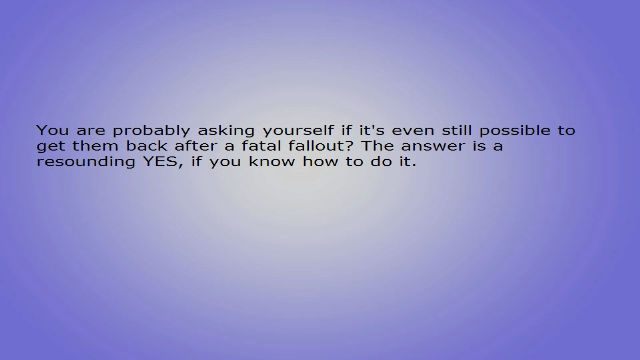 You are probably asking yourself if it's even still possible to
get them back after a fatal fallout? The answer is a
resounding YES, if you know how to do it.